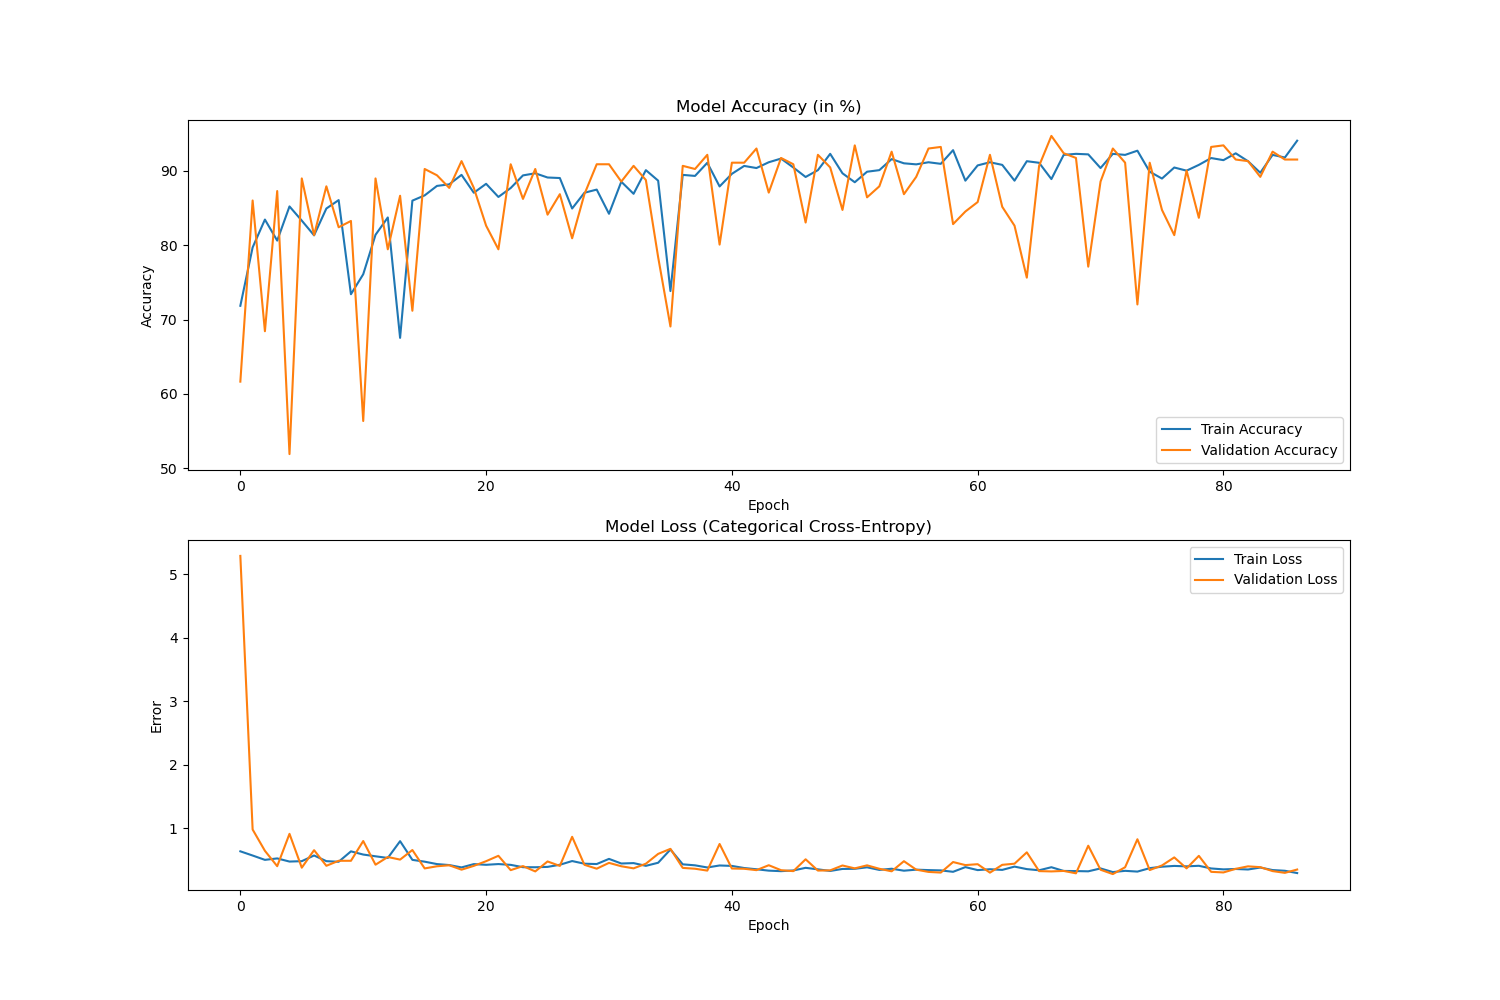 Model Accuracy (in %)
Accuracy
90
80
70
60
50
Train Accuracy
Validation Accuracy
0 20 40 60 80
Epoch
Model Loss (Categorical Cross-Entropy)
Error
5
4
3
2
1
Train Loss
Validation Loss
0 20 40 60 80
Epoch